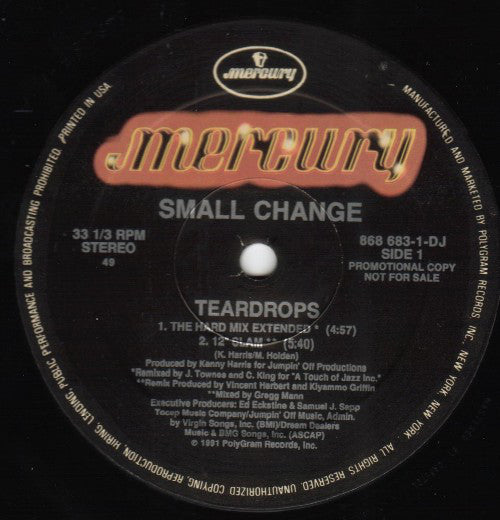 mercury
mercury
SMALL CHANGE
33 1/3 RPM
STEREO
49
868 683-1-DJ
SIDE 1
PROMOTIONAL COPY
NOT FOR SALE
TEARDROPS
1. THE HARD MIX EXTENDED * (4:57)
2. 12" SLAM ** (5:40)
(K. Harris/M. Holden)
Produced by Kenny Harris for Jumpin' Off Productions
*Remixed by J. Townes and C. King for "A Touch of Jazz Inc."
**Remix Produced by Vincent Herbert and Kiyammo Griffin
**Mixed by Gregg Mann
Executive Producers: Ed Eckstine & Samuel J. Sapp
Tocep Music Company/Jumpin' Off Music, Admin.
by Virgin Songs, Inc. (BMI)/Dream Dealers
Music & BMG Songs, Inc. (ASCAP)
℗ 1991 PolyGram Records, Inc.
MANUFACTURED AND MARKETED BY POLYGRAM RECORDS INC. NEW YORK, NEW YORK. ALL RIGHTS RESERVED. UNAUTHORIZED COPYING, REPRODUCTION, HIRING, LENDING, PUBLIC PERFORMANCE AND BROADCASTING PROHIBITED. PRINTED IN USA